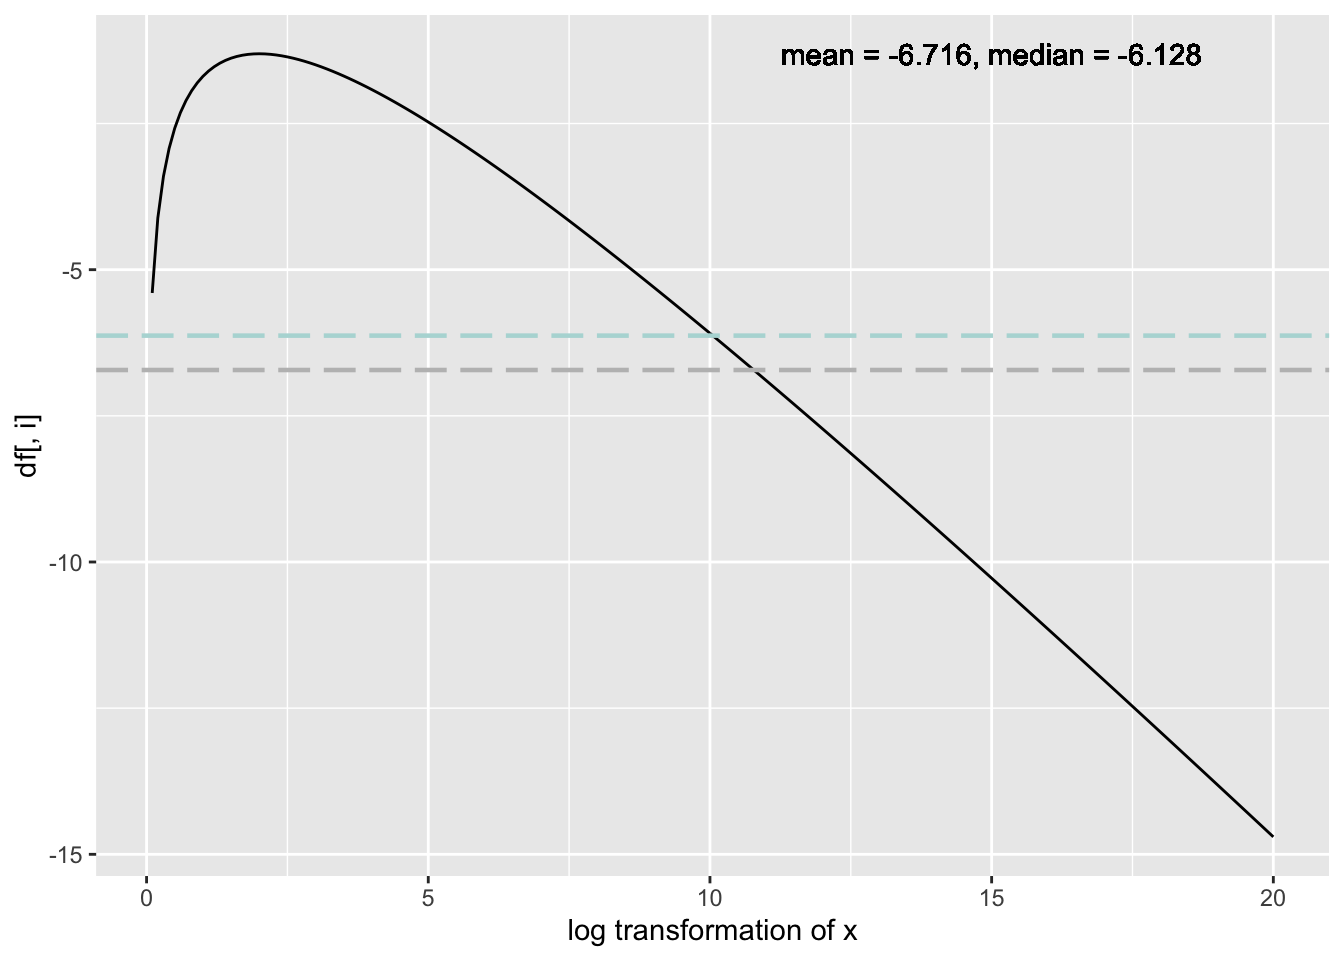 mean = -6.716, median = -6.128
-5
-10
-15
df[, i]
0 5 10 15 20
log transformation of x